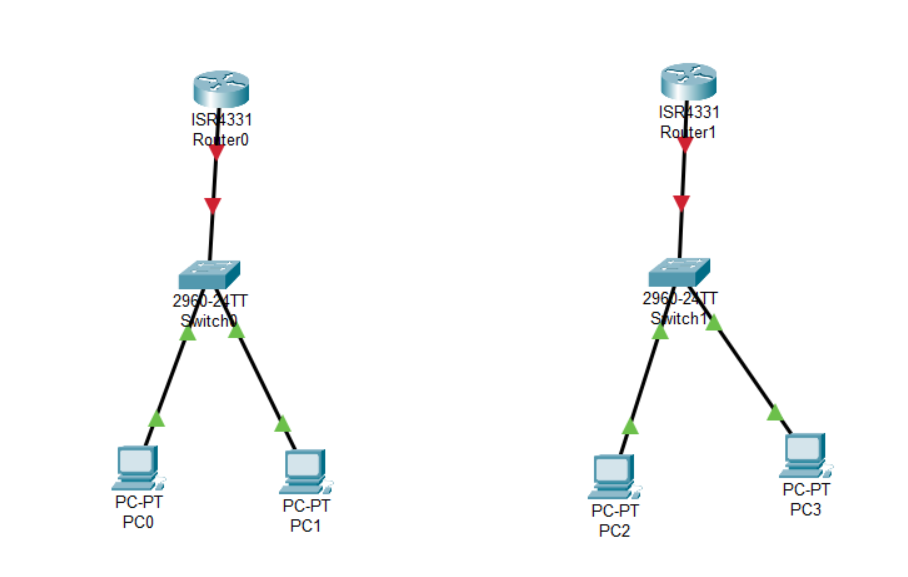 ISR4331
Router0
ISR4331
Router1
2960-24TT
Switch0
2960-24TT
Switch1
PC-PT
PC0
PC-PT
PC1
PC-PT
PC2
PC-PT
PC3